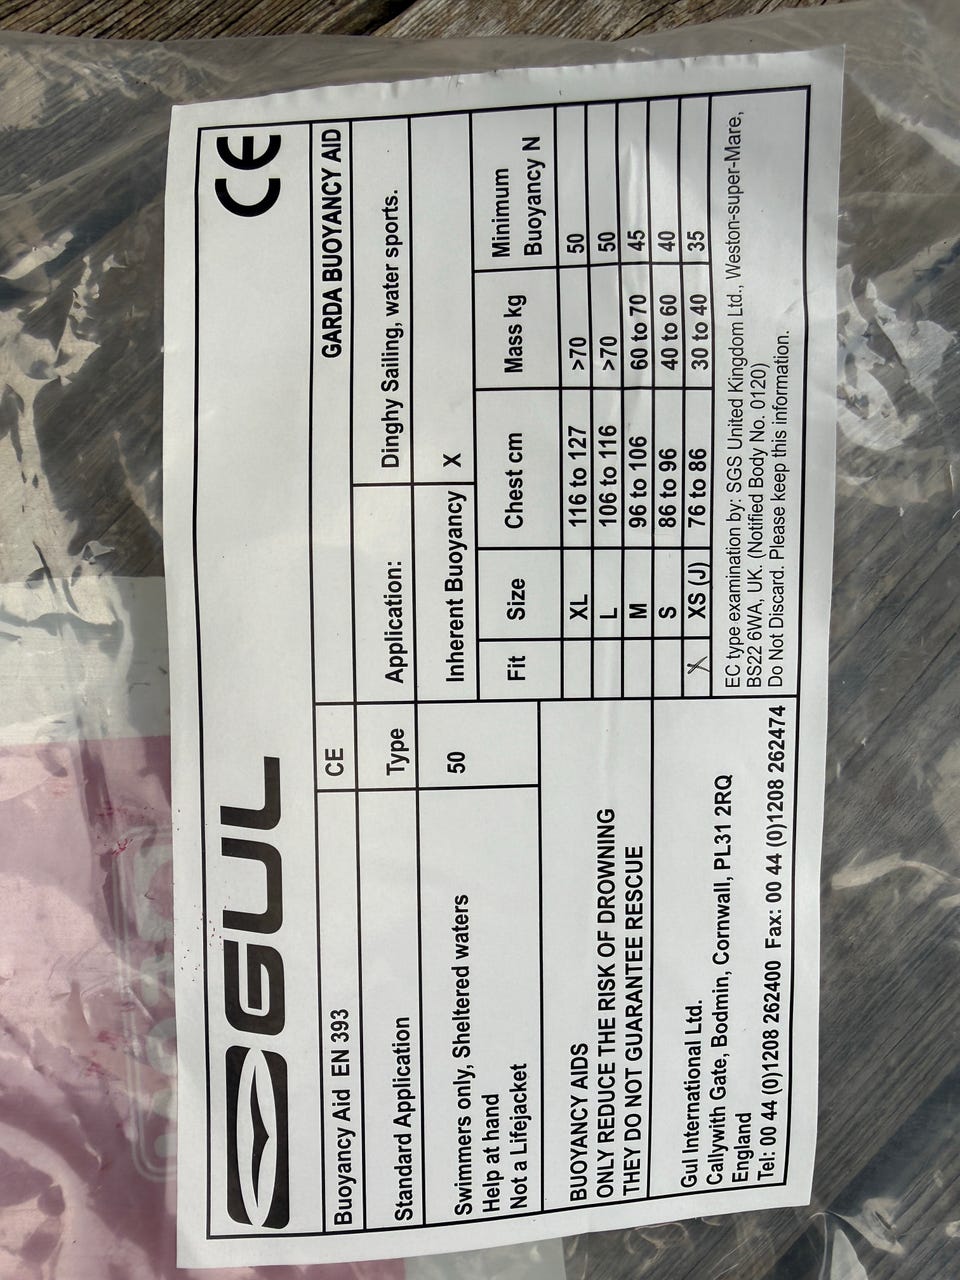 GUL CE
Buoyancy Aid EN 393 CE GARDA BUOYANCY AID
Standard Application Type Application: Dinghy Sailing, water sports.
Swimmers only, Sheltered waters 50 Inherent Buoyancy X
Help at hand
Not a Lifejacket
Fit Size Chest cm Mass kg Minimum Buoyancy N
XL 116 to 127 >70 50
L 106 to 116 >70 50
M 96 to 106 60 to 70 45
S 86 to 96 40 to 60 40
X XS (J) 76 to 86 30 to 40 35
BUOYANCY AIDS
ONLY REDUCE THE RISK OF DROWNING
THEY DO NOT GUARANTEE RESCUE
Gul International Ltd.
Callywith Gate, Bodmin, Cornwall, PL31 2RQ
England
Tel: 00 44 (0)1208 262400 Fax: 00 44 (0)1208 262474
EC type examination by: SGS United Kingdom Ltd., Weston-super-Mare,
BS22 6WA, UK. (Notified Body No. 0120)
Do Not Discard. Please keep this information.